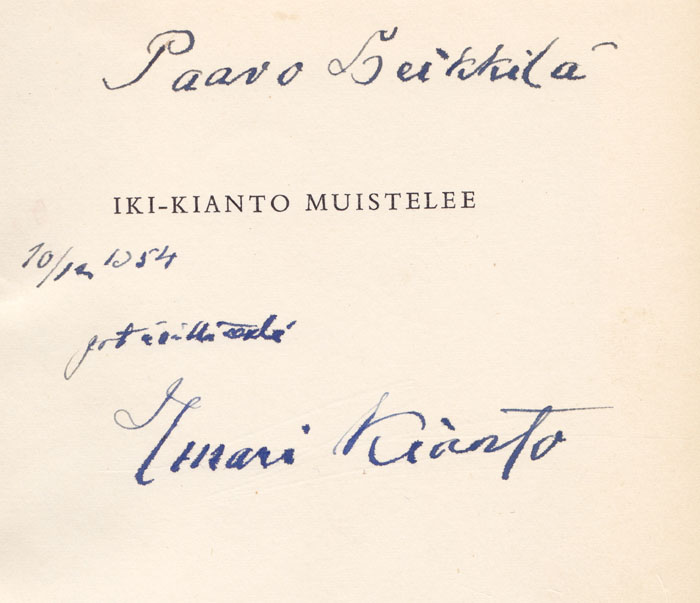 Paavo Heikkilä
IKI-KIANTO MUISTELEE
1954
Ilmari Kianto